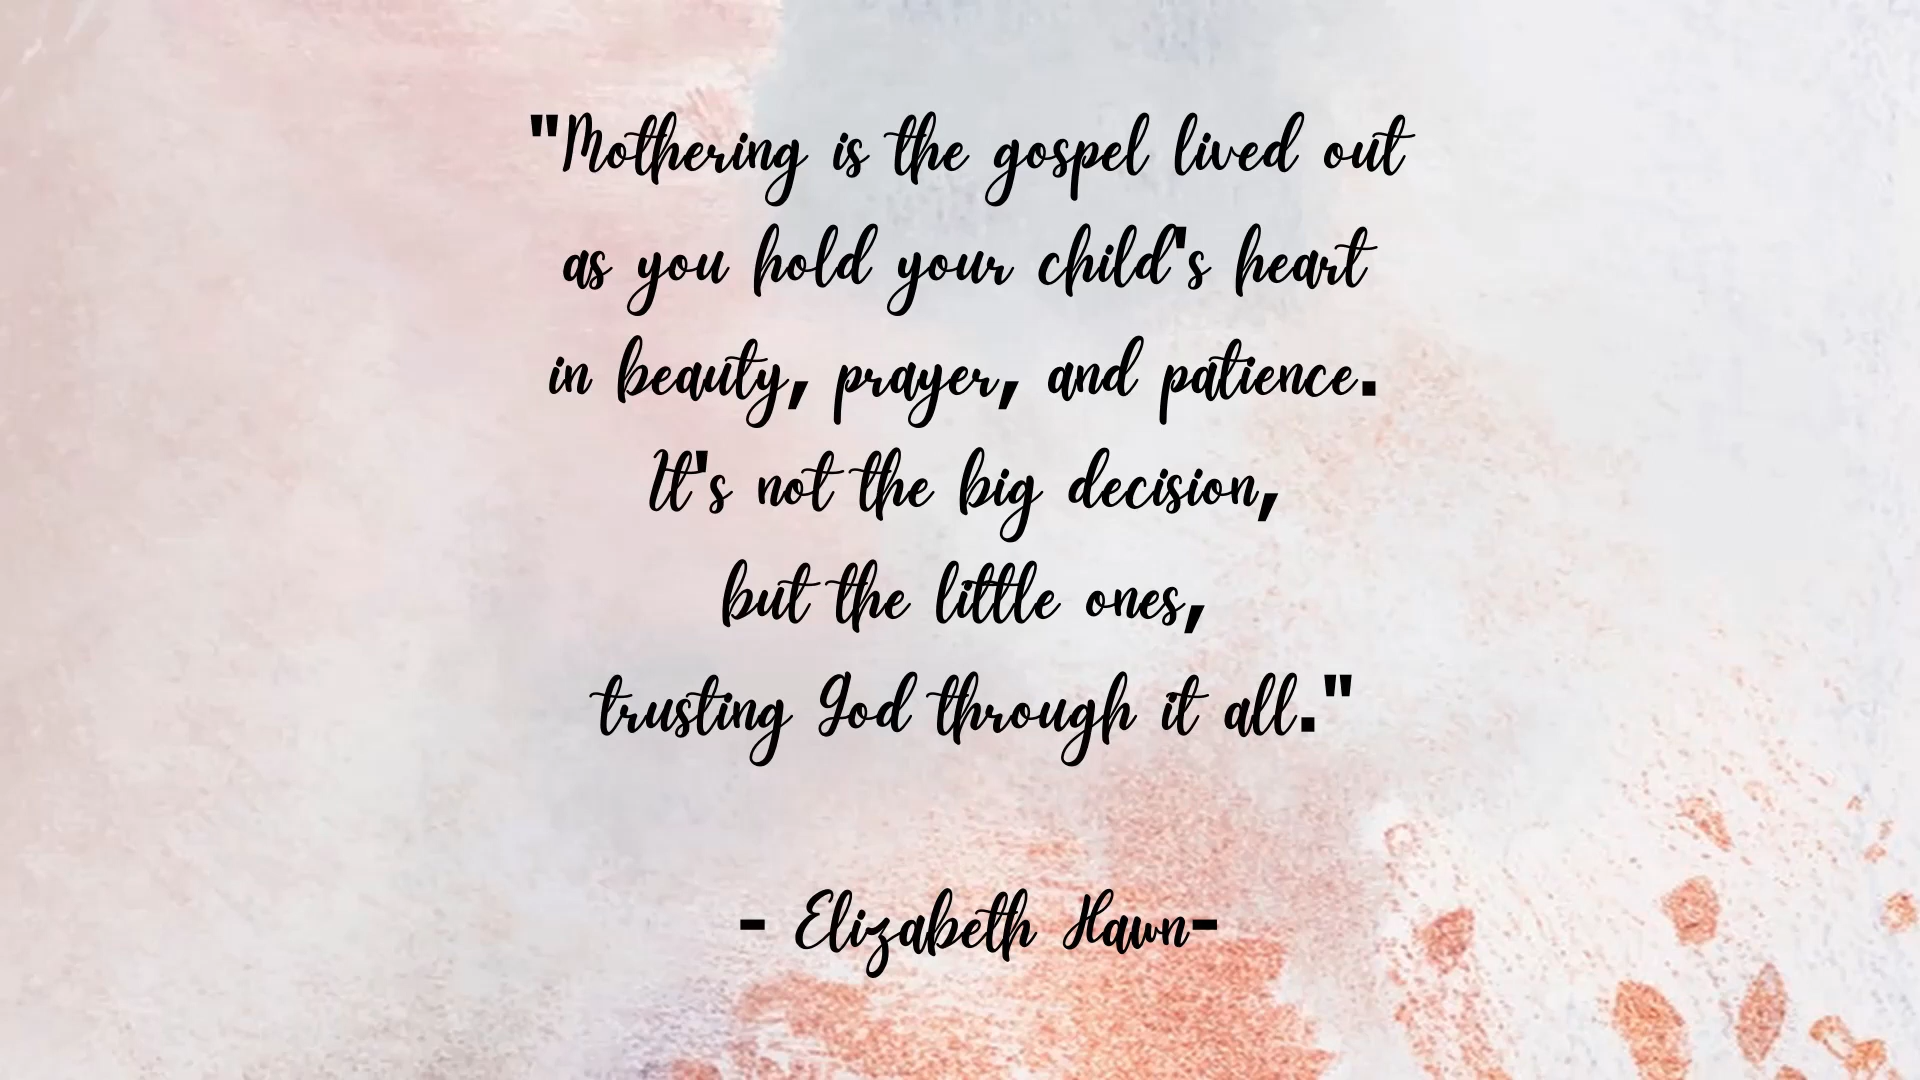 "Mothering is the gospel lived out
as you hold your child's heart
in beauty, prayer, and patience.
It's not the big decision,
but the little ones,
trusting God through it all."
- Elizabeth Hawn-